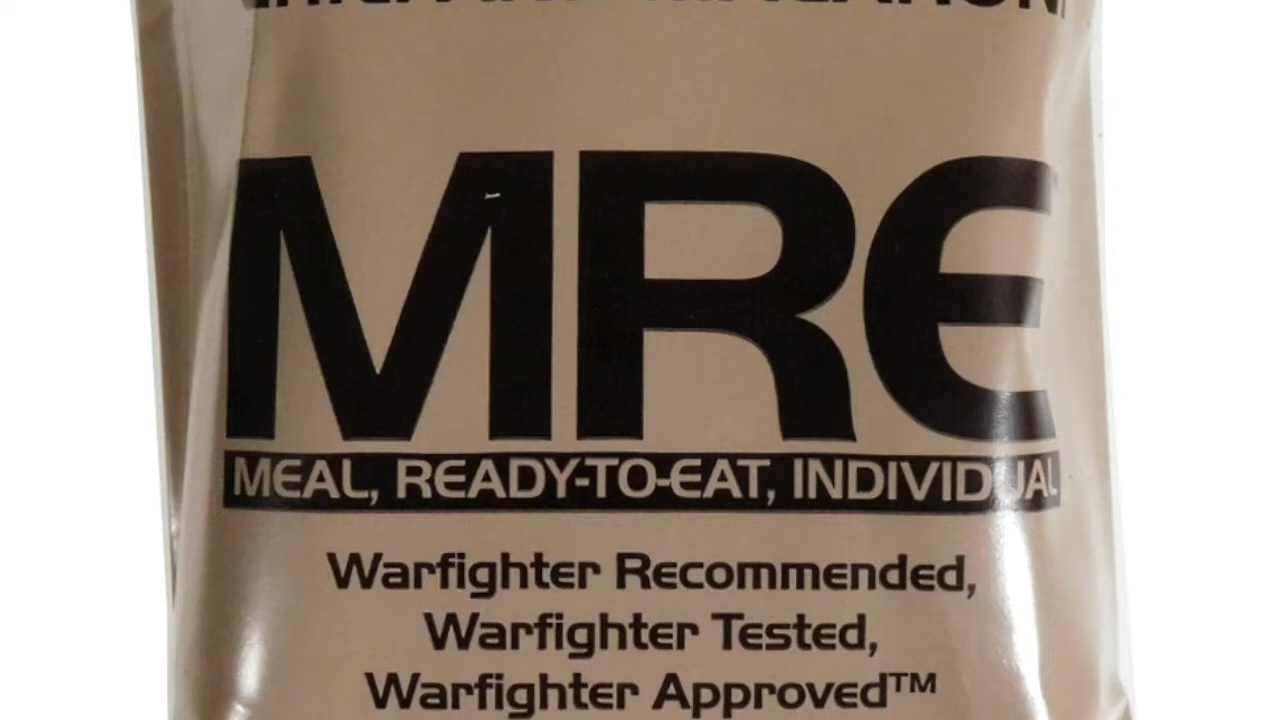 MRE
MEAL, READY-TO-EAT, INDIVIDUAL
Warfighter Recommended,
Warfighter Tested,
Warfighter Approved™